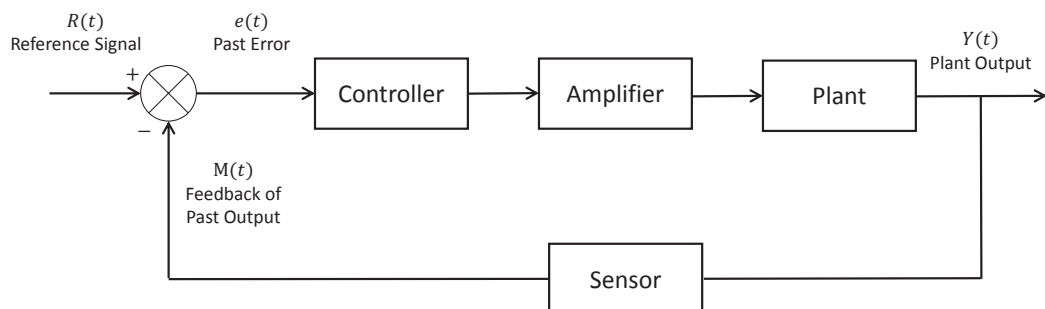 R(t)
Reference Signal
e(t)
Past Error
Y(t)
Plant Output
+
−
Controller
Amplifier
Plant
M(t)
Feedback of
Past Output
Sensor